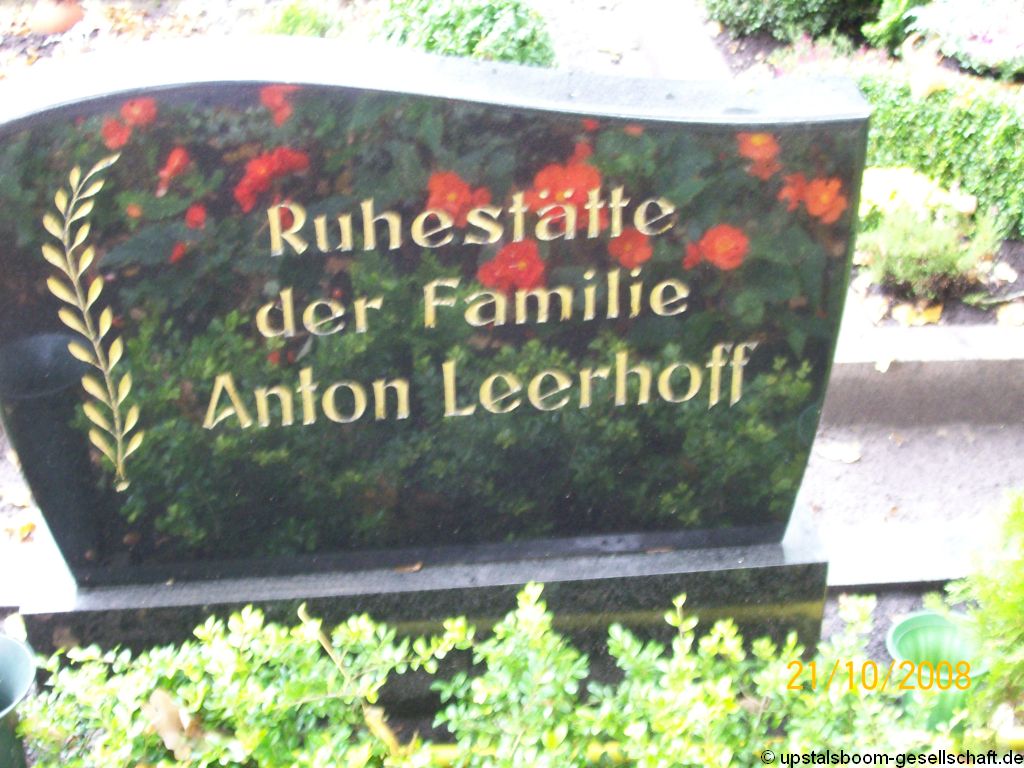 Ruhestätte
der Familie
Anton Leerhoff
21/10/2008
© upstalsboom-gesellschaft.de